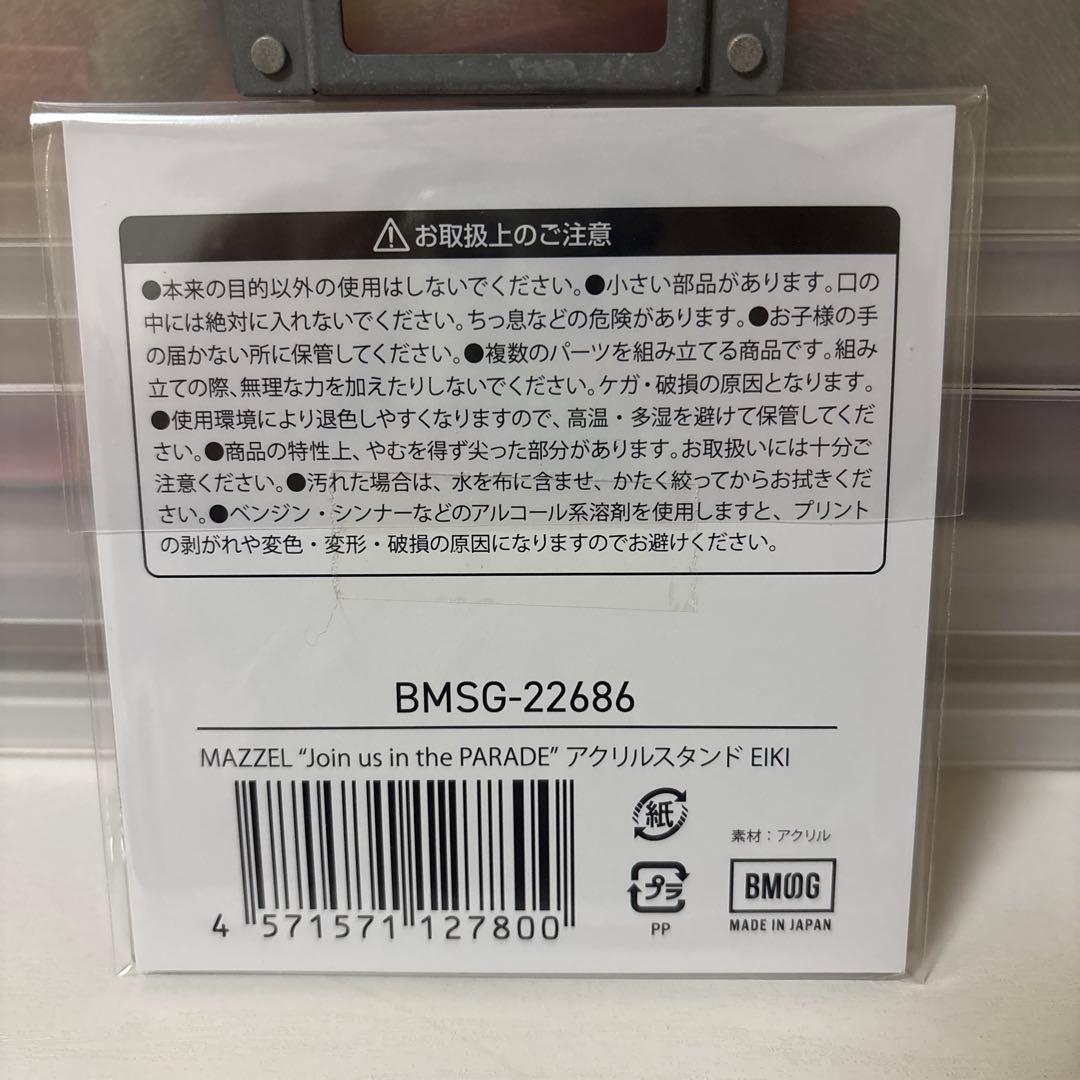 お取扱上のご注意
●本来の目的以外の使用はしないでください。●小さい部品があります。口の
中には絶対に入れないでください。ちっ息などの危険があります。●お子様の手
の届かない所に保管してください。●複数のパーツを組み立てる商品です。組み
立ての際、無理な力を加えたりしないでください。ケガ・破損の原因となります。
●使用環境により退色しやすくなりますので、高温・多湿を避けて保管してくだ
さい。●商品の特性上、やむを得ず尖った部分があります。お取扱いには十分ご
注意ください。●汚れた場合は、水を布に含ませ、かたく絞ってからお拭きくだ
さい。●ベンジン・シンナーなどのアルコール系溶剤を使用しますと、プリント
の剥がれや変色・変形・破損の原因になりますのでお避けください。
BMSG-22686
MAZZEL “Join us in the PARADE” アクリルスタンド EIKI
4 571571 127800
紙
プラ
PP
素材：アクリル
BMSG
MADE IN JAPAN